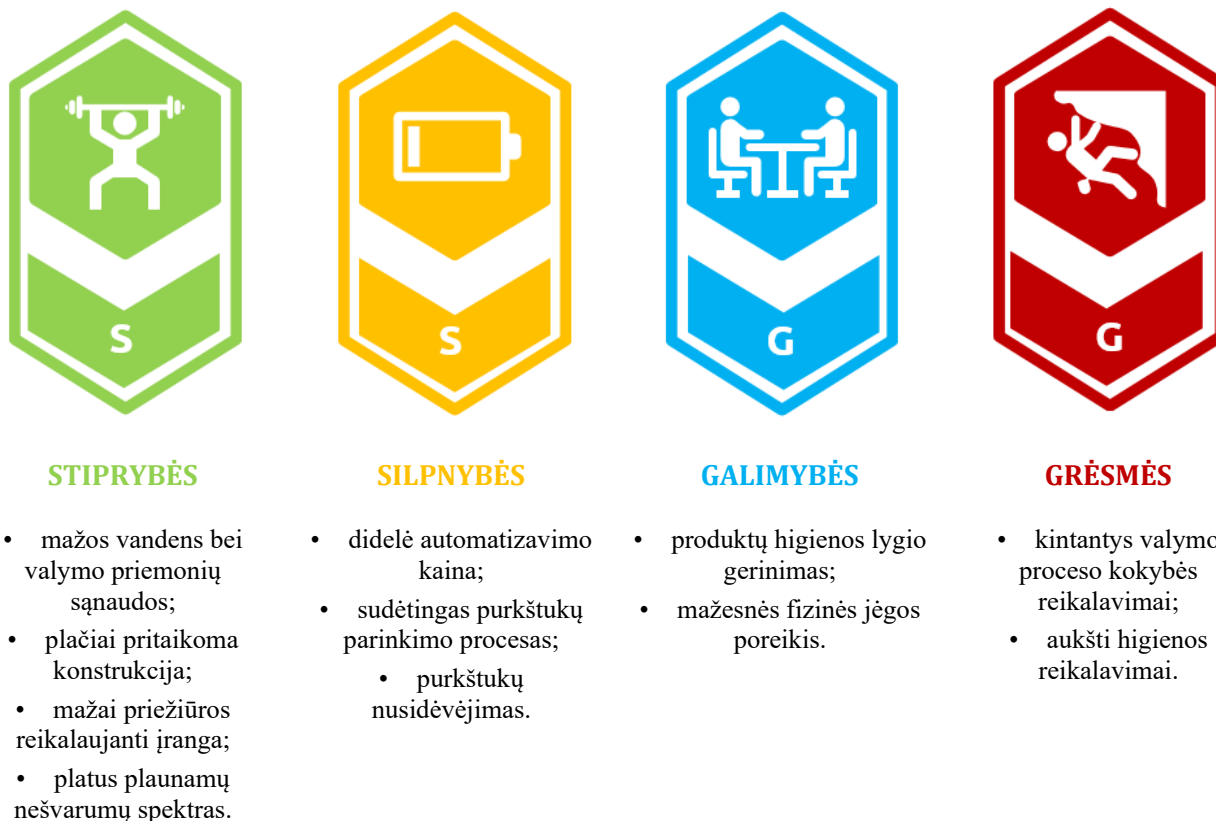 S
S
G
G
STIPRYBĖS
• mažos vandens bei
valymo priemonių
sąnaudos;
• plačiai pritaikoma
konstrukcija;
• mažai priežiūros
reikalaujanti įranga;
• platus plaunamų
nešvarumų spektras.
SILPNYBĖS
• didelė automatizavimo
kaina;
• sudėtingas purkštukų
parinkimo procesas;
• purkštukų
nusidėvėjimas.
GALIMYBĖS
• produktų higienos lygio
gerinimas;
• mažesnės fizinės jėgos
poreikis.
GRĖSMĖS
• kintantys valymo
proceso kokybės
reikalavimai;
• aukšti higienos
reikalavimai.